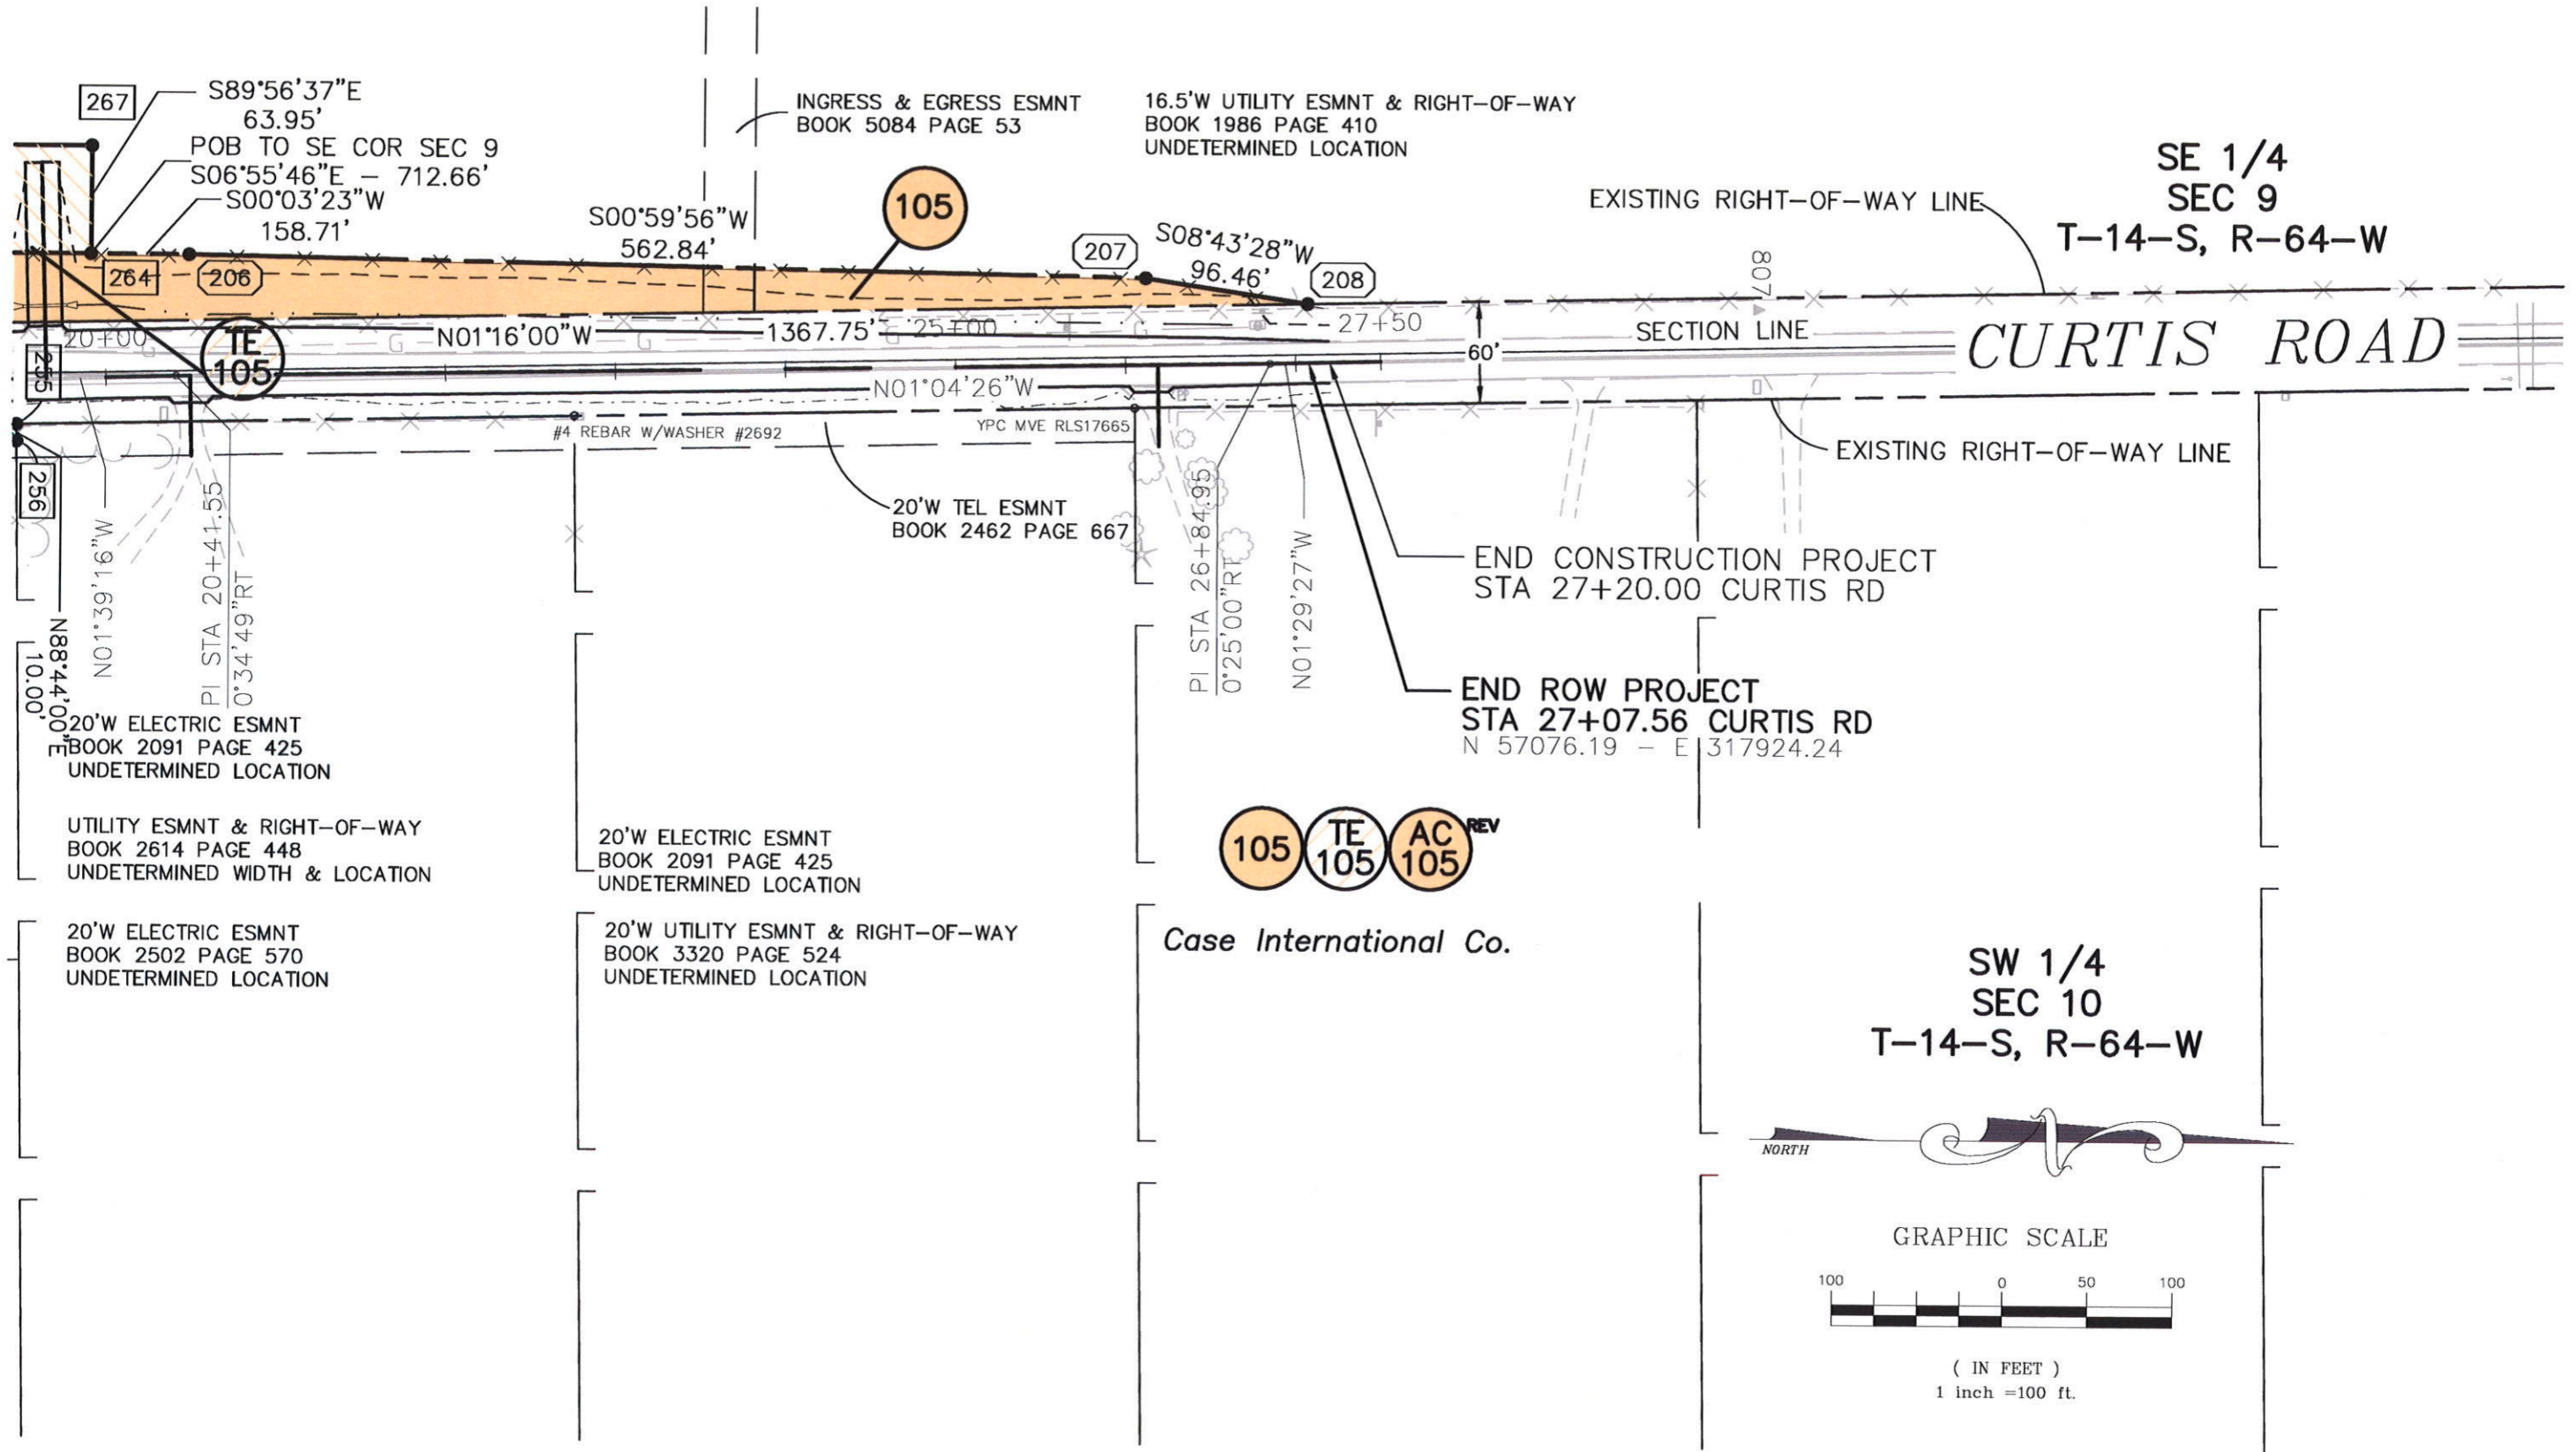 267
S89°56'37"E
63.95'
POB TO SE COR SEC 9
S06°55'46"E – 712.66'
S00°03'23"W
158.71'
264
206
S00°59'56"W
562.84'
INGRESS & EGRESS ESMNT
BOOK 5084 PAGE 53
105
16.5'W UTILITY ESMNT & RIGHT-OF-WAY
BOOK 1986 PAGE 410
UNDETERMINED LOCATION
207
S08°43'28"W
96.46'
208
EXISTING RIGHT-OF-WAY LINE
807
SE 1/4
SEC 9
T-14-S, R-64-W
20+00
G
TE
105
N01°16'00"W
G
G
1367.75'
G
25+00
G
27+50
60'
SECTION LINE
CURTIS ROAD
255
256
N01°04'26"W
#4 REBAR W/WASHER #2692
YPC MVE RLS17665
EXISTING RIGHT-OF-WAY LINE
20'W TEL ESMNT
BOOK 2462 PAGE 667
N88°44'00"E
10.00'
N01°39'16"W
PI STA 20+41.55
0°34'49"RT
PI STA 26+84.95
0°25'00"RT
N01°29'27"W
END CONSTRUCTION PROJECT
STA 27+20.00 CURTIS RD
END ROW PROJECT
STA 27+07.56 CURTIS RD
N 57076.19 – E 317924.24
20'W ELECTRIC ESMNT
BOOK 2091 PAGE 425
UNDETERMINED LOCATION
UTILITY ESMNT & RIGHT-OF-WAY
BOOK 2614 PAGE 448
UNDETERMINED WIDTH & LOCATION
20'W ELECTRIC ESMNT
BOOK 2502 PAGE 570
UNDETERMINED LOCATION
20'W ELECTRIC ESMNT
BOOK 2091 PAGE 425
UNDETERMINED LOCATION
20'W UTILITY ESMNT & RIGHT-OF-WAY
BOOK 3320 PAGE 524
UNDETERMINED LOCATION
105
TE
105
AC
105
REV
Case International Co.
SW 1/4
SEC 10
T-14-S, R-64-W
NORTH
N
GRAPHIC SCALE
100 0 50 100
( IN FEET )
1 inch =100 ft.